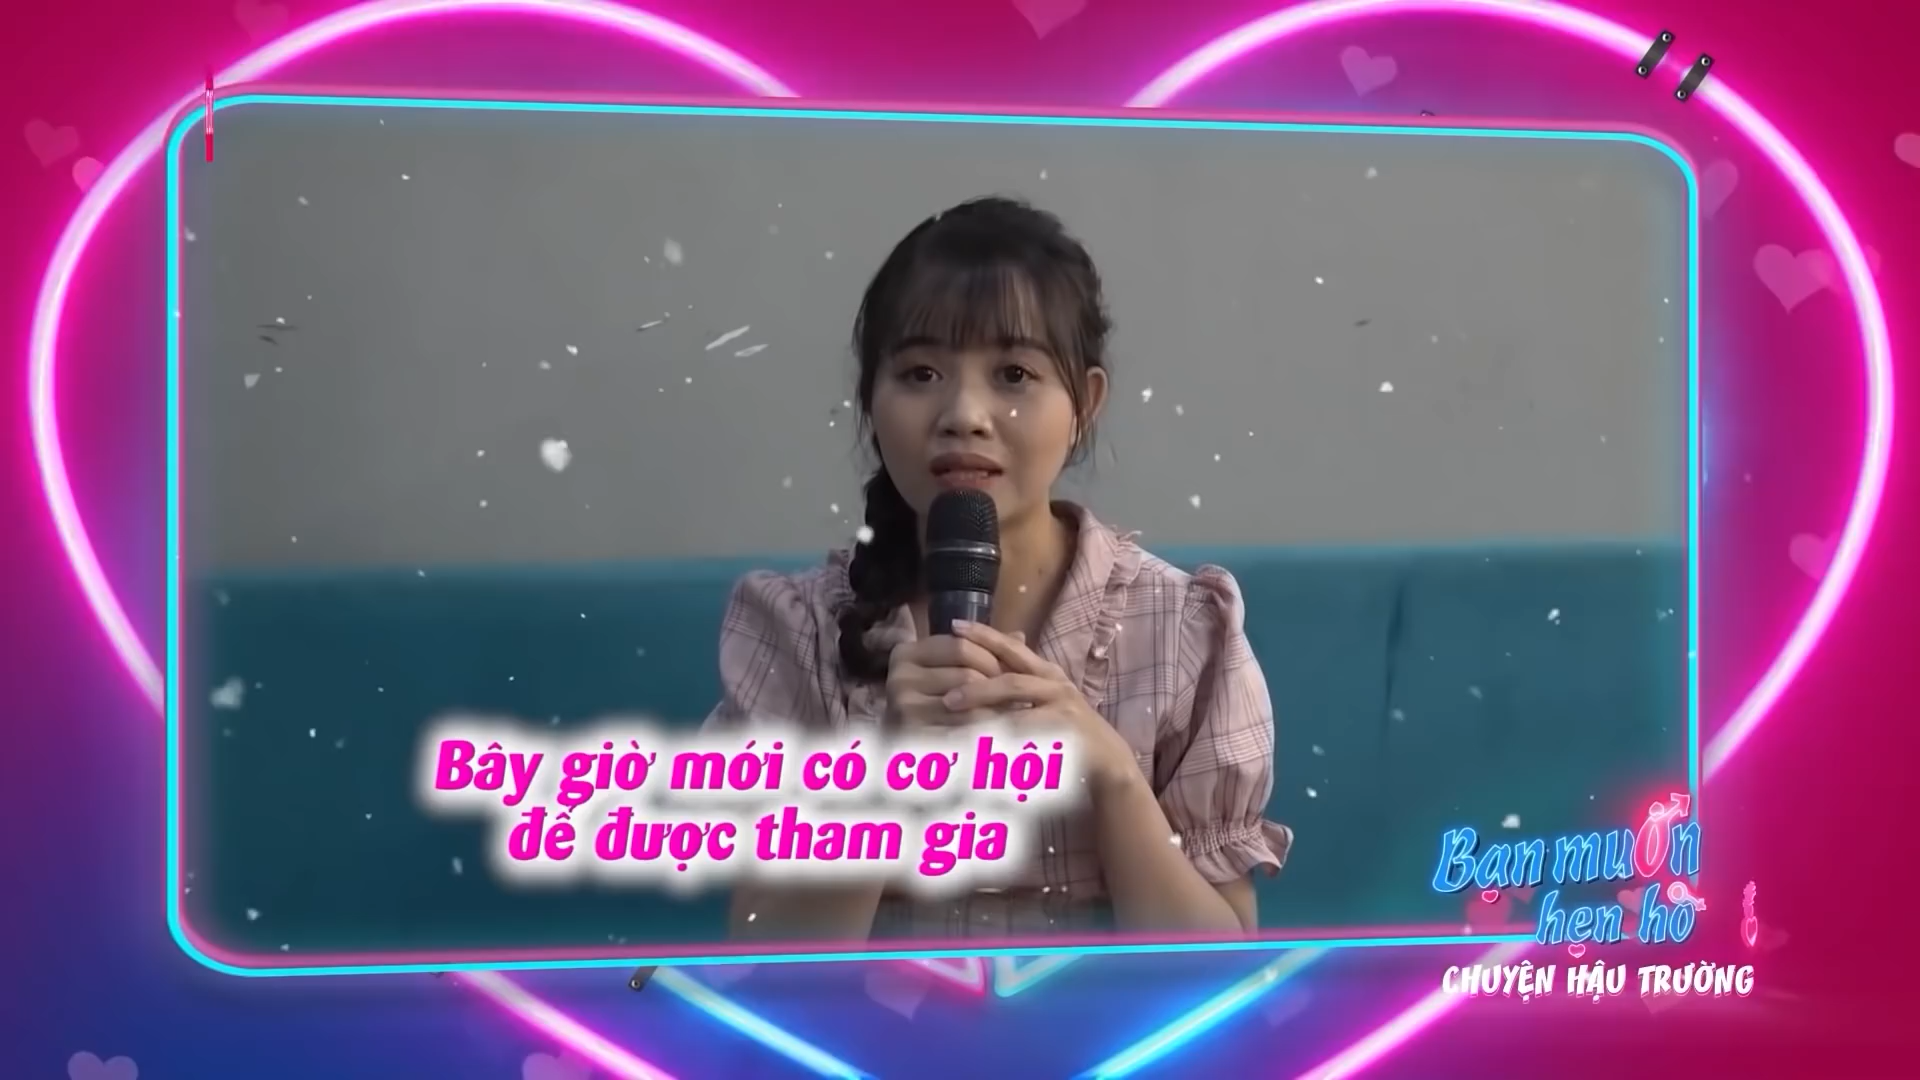 Bây giờ mới có cơ hội
để được tham gia
Bạn muốn
hẹn hò
CHUYỆN HẬU TRƯỜNG